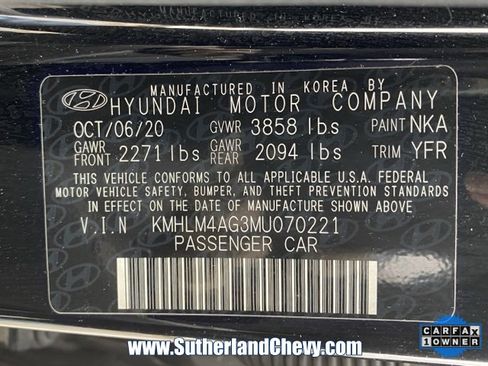 MANUFACTURED IN KOREA BY
HYUNDAI MOTOR COMPANY
OCT/06/20 GVWR 3858 lbs PAINT NKA
GAWR FRONT 2271 lbs GAWR REAR 2094 lbs TRIM YFR
THIS VEHICLE CONFORMS TO ALL APPLICABLE U.S.A. FEDERAL
MOTOR VEHICLE SAFETY, BUMPER, AND THEFT PREVENTION STANDARDS
IN EFFECT ON THE DATE OF MANUFACTURE SHOWN ABOVE
V.I.N KMHLM4AG3MU070221
PASSENGER CAR
www.SutherlandChevy.com
CARFAX
1 OWNER